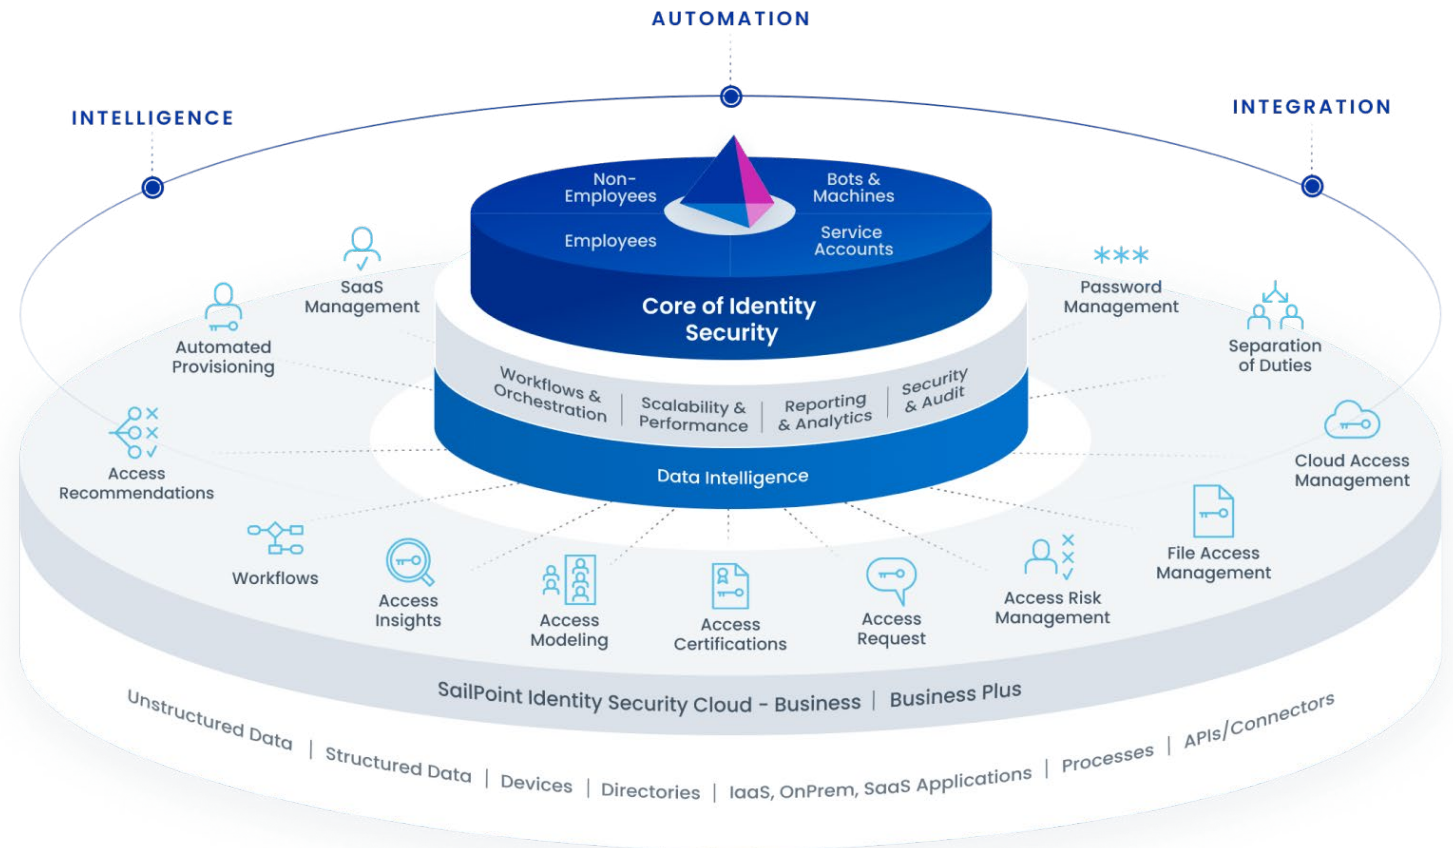 AUTOMATION
INTELLIGENCE
INTEGRATION
Non-
Employees
Bots &
Machines
Employees
Service
Accounts
Core of Identity
Security
SaaS
Management
Password
Management
Automated
Provisioning
Separation
of Duties
Workflows &
Orchestration
Scalability &
Performance
Reporting
& Analytics
Security
& Audit
Data Intelligence
Access
Recommendations
Cloud Access
Management
Workflows
Access
Insights
Access
Modeling
Access
Certifications
Access
Request
Access Risk
Management
File Access
Management
SailPoint Identity Security Cloud - Business | Business Plus
Unstructured Data | Structured Data | Devices | Directories | IaaS, OnPrem, SaaS Applications | Processes | APIs/Connectors